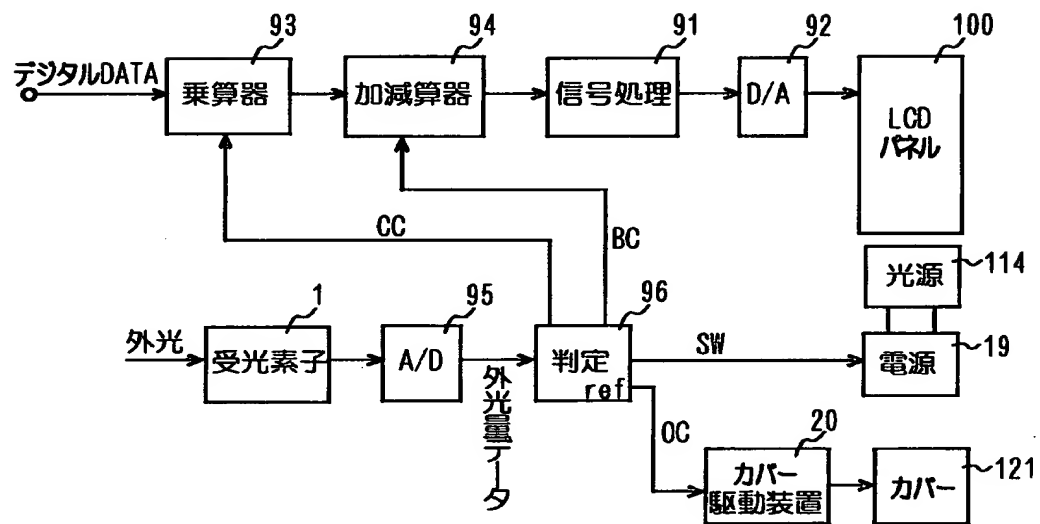 93
94
91
92
100
デジタルDATA
乗算器
加減算器
信号処理
D/A
LCD
パネル
CC
BC
光源
114
1
95
96
外光
受光素子
A/D
外光量データ
判定
ref
SW
電源
19
OC
20
カバー
駆動装置
カバー
121